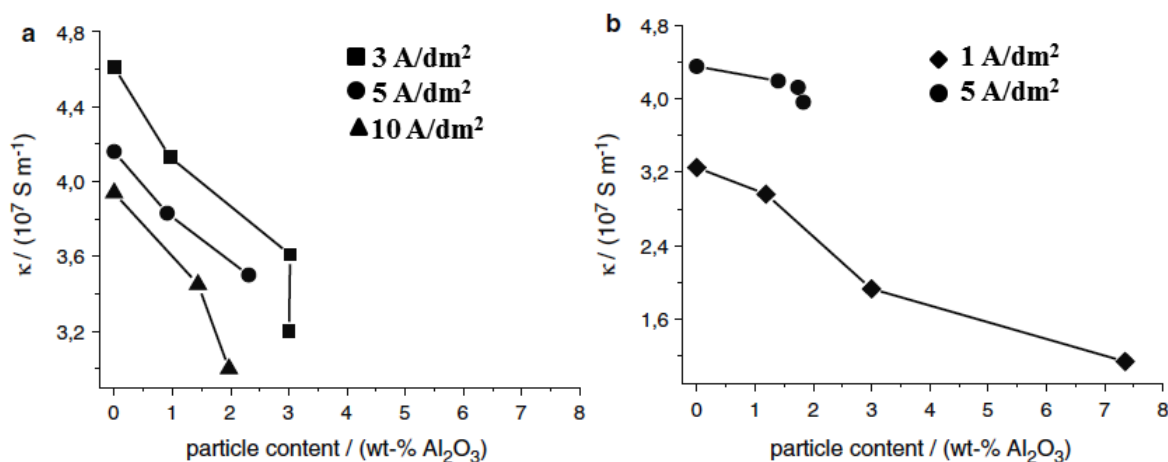 a
4,8
4,4
4,0
3,6
3,2
κ / (10⁷ S m⁻¹)
3 A/dm²
5 A/dm²
10 A/dm²
0 1 2 3 4 5 6 7 8
particle content / (wt-% Al₂O₃)
b
4,8
4,0
3,2
2,4
1,6
κ / (10⁷ S m⁻¹)
1 A/dm²
5 A/dm²
0 1 2 3 4 5 6 7 8
particle content / (wt-% Al₂O₃)